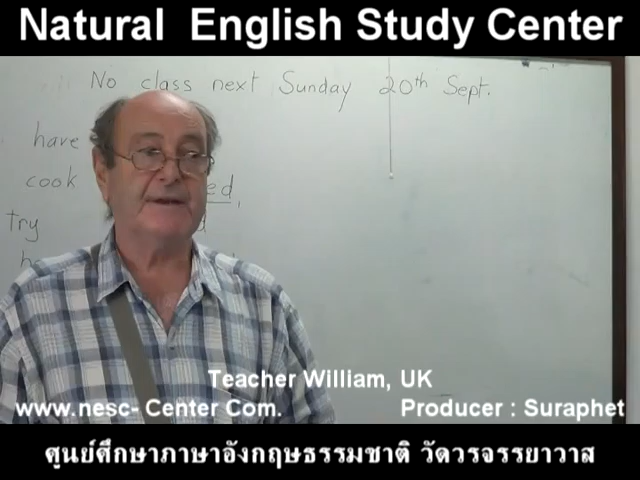 Natural English Study Center
No class next Sunday 20th Sept.
have
cook ed,
try
Teacher William, UK
www.nesc- Center Com. Producer : Suraphet
ศูนย์ศึกษาภาษาอังกฤษธรรมชาติ วัดวรจรรยาวาส